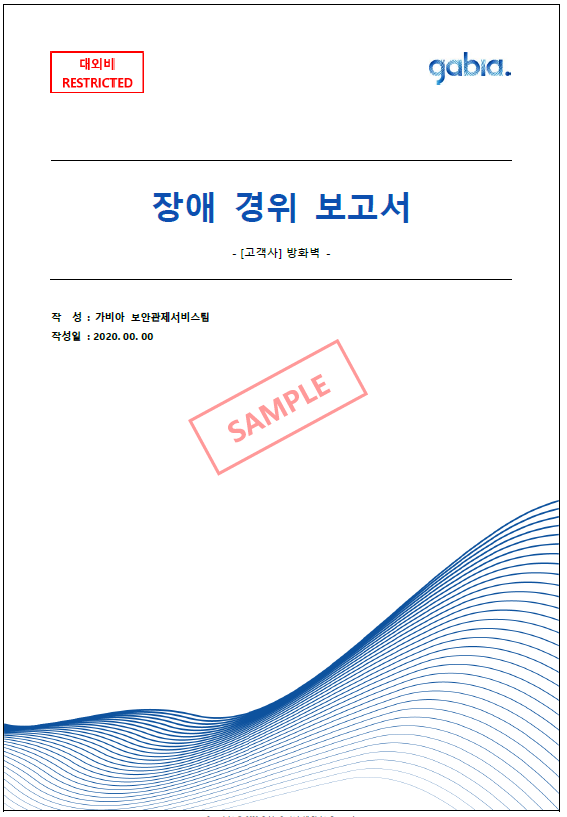 대외비
RESTRICTED
gabia.
장애 경위 보고서
- [고객사] 방화벽 -
작 성 : 가비아 보안관제서비스팀
작성일 : 2020. 00. 00
SAMPLE